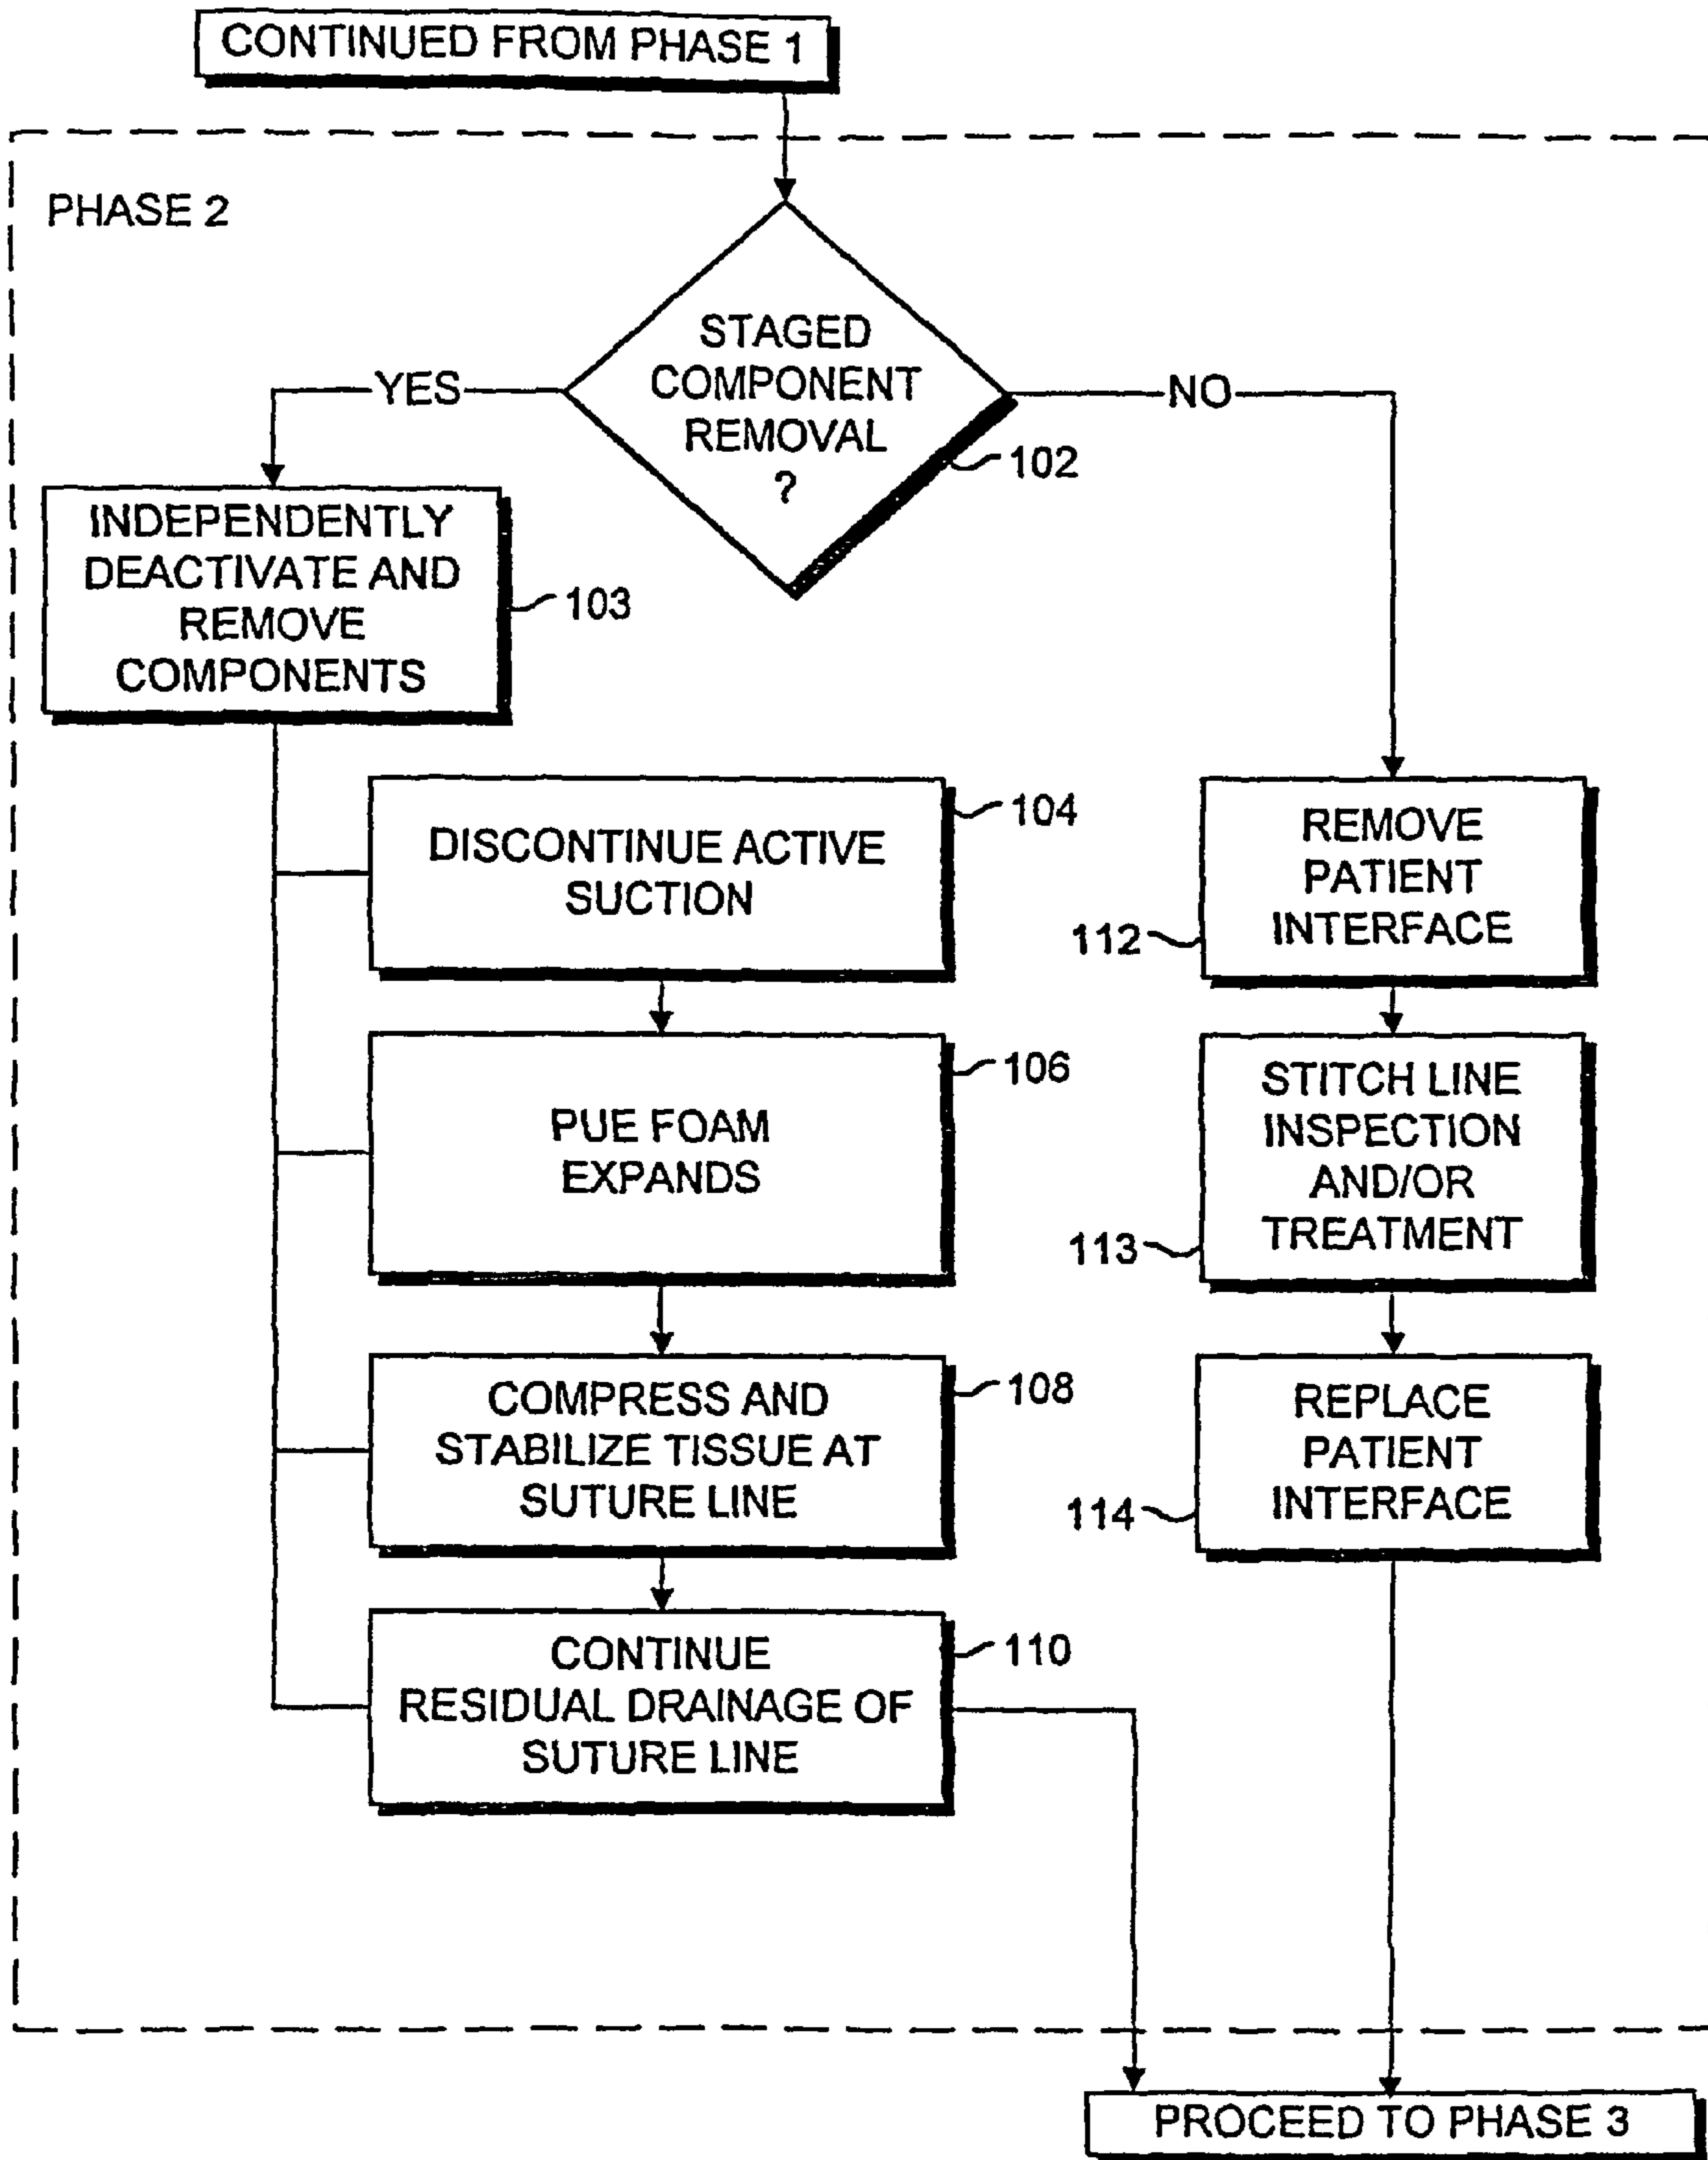 CONTINUED FROM PHASE 1
PHASE 2
STAGED
COMPONENT
REMOVAL
?
102
YES
NO
INDEPENDENTLY
DEACTIVATE AND
REMOVE
COMPONENTS
103
DISCONTINUE ACTIVE
SUCTION
104
PUE FOAM
EXPANDS
106
COMPRESS AND
STABILIZE TISSUE AT
SUTURE LINE
108
CONTINUE
RESIDUAL DRAINAGE OF
SUTURE LINE
110
REMOVE
PATIENT
INTERFACE
112
STITCH LINE
INSPECTION
AND/OR
TREATMENT
113
REPLACE
PATIENT
INTERFACE
114
PROCEED TO PHASE 3